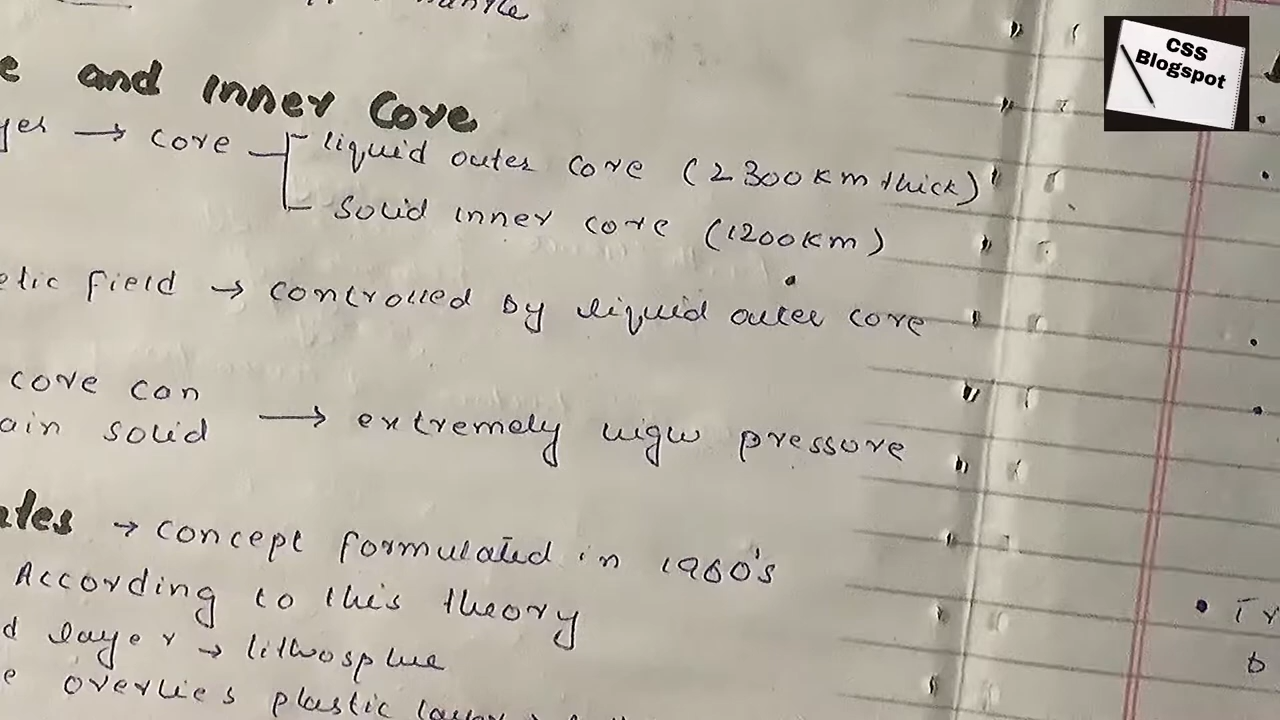 mantle
e and Inner Core
yer → core - liquid outer core (2300km thick)
- Solid inner core (1200km)
etic field → controlled by liquid outer core
core can
ain solid → extremely high pressure
ates → concept formulated in 1960's
According to this theory
d layer → lithosphere
e overlies plastic layer
CSS
Blogspot